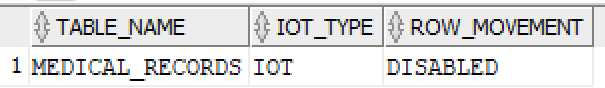 TABLE_NAME IOT_TYPE ROW_MOVEMENT
1 MEDICAL_RECORDS IOT DISABLED